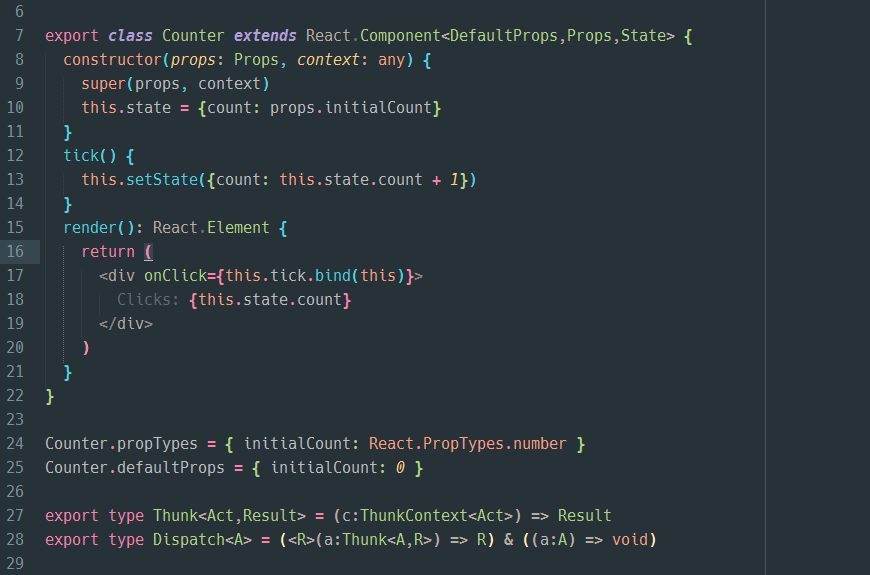 6
7 export class Counter extends React.Component<DefaultProps,Props,State> {
8 constructor(props: Props, context: any) {
9 super(props, context)
10 this.state = {count: props.initialCount}
11 }
12 tick() {
13 this.setState({count: this.state.count + 1})
14 }
15 render(): React.Element {
16 return (
17 <div onClick={this.tick.bind(this)}>
18 Clicks: {this.state.count}
19 </div>
20 )
21 }
22 }
23
24 Counter.propTypes = { initialCount: React.PropTypes.number }
25 Counter.defaultProps = { initialCount: 0 }
26
27 export type Thunk<Act,Result> = (c:ThunkContext<Act>) => Result
28 export type Dispatch<A> = (<R>(a:Thunk<A,R>) => R) & ((a:A) => void)
29